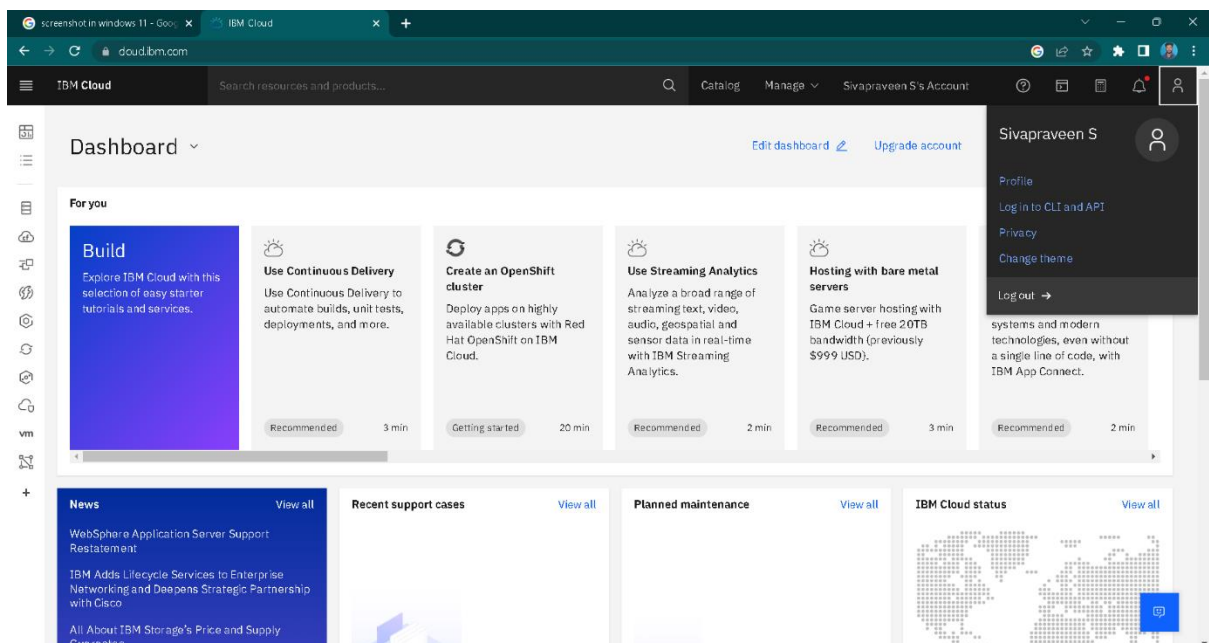 screenshot in windows 11 - Goog
IBM Cloud
cloud.ibm.com
IBM Cloud
Search resources and products...
Catalog
Manage
Sivapraveen S's Account
Dashboard
Edit dashboard
Upgrade account
Sivapraveen S
Profile
Log in to CLI and API
Privacy
Change theme
Log out →
For you
Build
Explore IBM Cloud with this
selection of easy starter
tutorials and services.
Use Continuous Delivery
Use Continuous Delivery to
automate builds, unit tests,
deployments, and more.
Recommended
3 min
Create an OpenShift
cluster
Deploy apps on highly
available clusters with Red
Hat OpenShift on IBM
Cloud.
Getting started
20 min
Use Streaming Analytics
Analyze a broad range of
streaming text, video,
audio, geospatial and
sensor data in real-time
with IBM Streaming
Analytics.
Recommended
2 min
Hosting with bare metal
servers
Game server hosting with
IBM Cloud + free 20TB
bandwidth (previously
$999 USD).
Recommended
3 min
systems and modern
technologies, even without
a single line of code, with
IBM App Connect.
Recommended
2 min
vm
News
View all
WebSphere Application Server Support
Restatement
IBM Adds Lifecycle Services to Enterprise
Networking and Deepens Strategic Partnership
with Cisco
All About IBM Storage's Price and Supply
Recent support cases
View all
Planned maintenance
View all
IBM Cloud status
View all